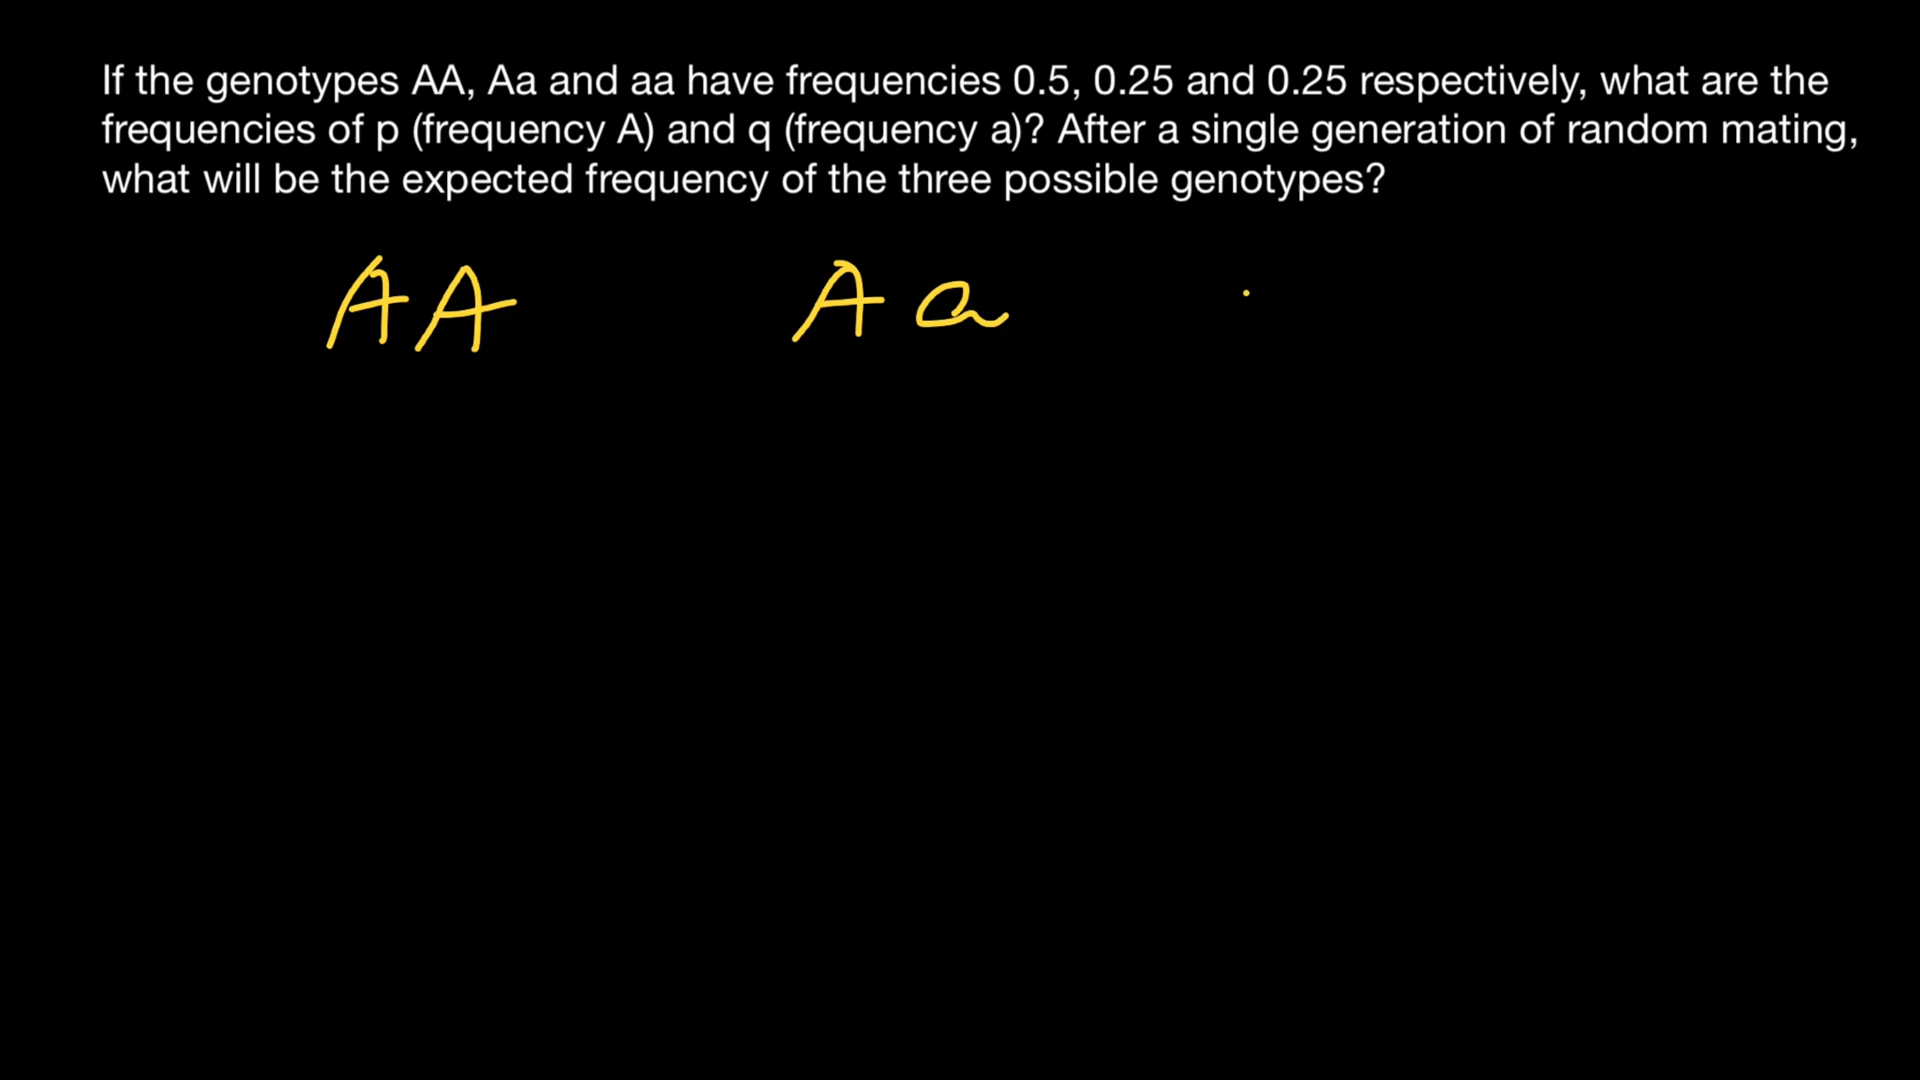 If the genotypes AA, Aa and aa have frequencies 0.5, 0.25 and 0.25 respectively, what are the
frequencies of p (frequency A) and q (frequency a)? After a single generation of random mating,
what will be the expected frequency of the three possible genotypes?
AA Aa